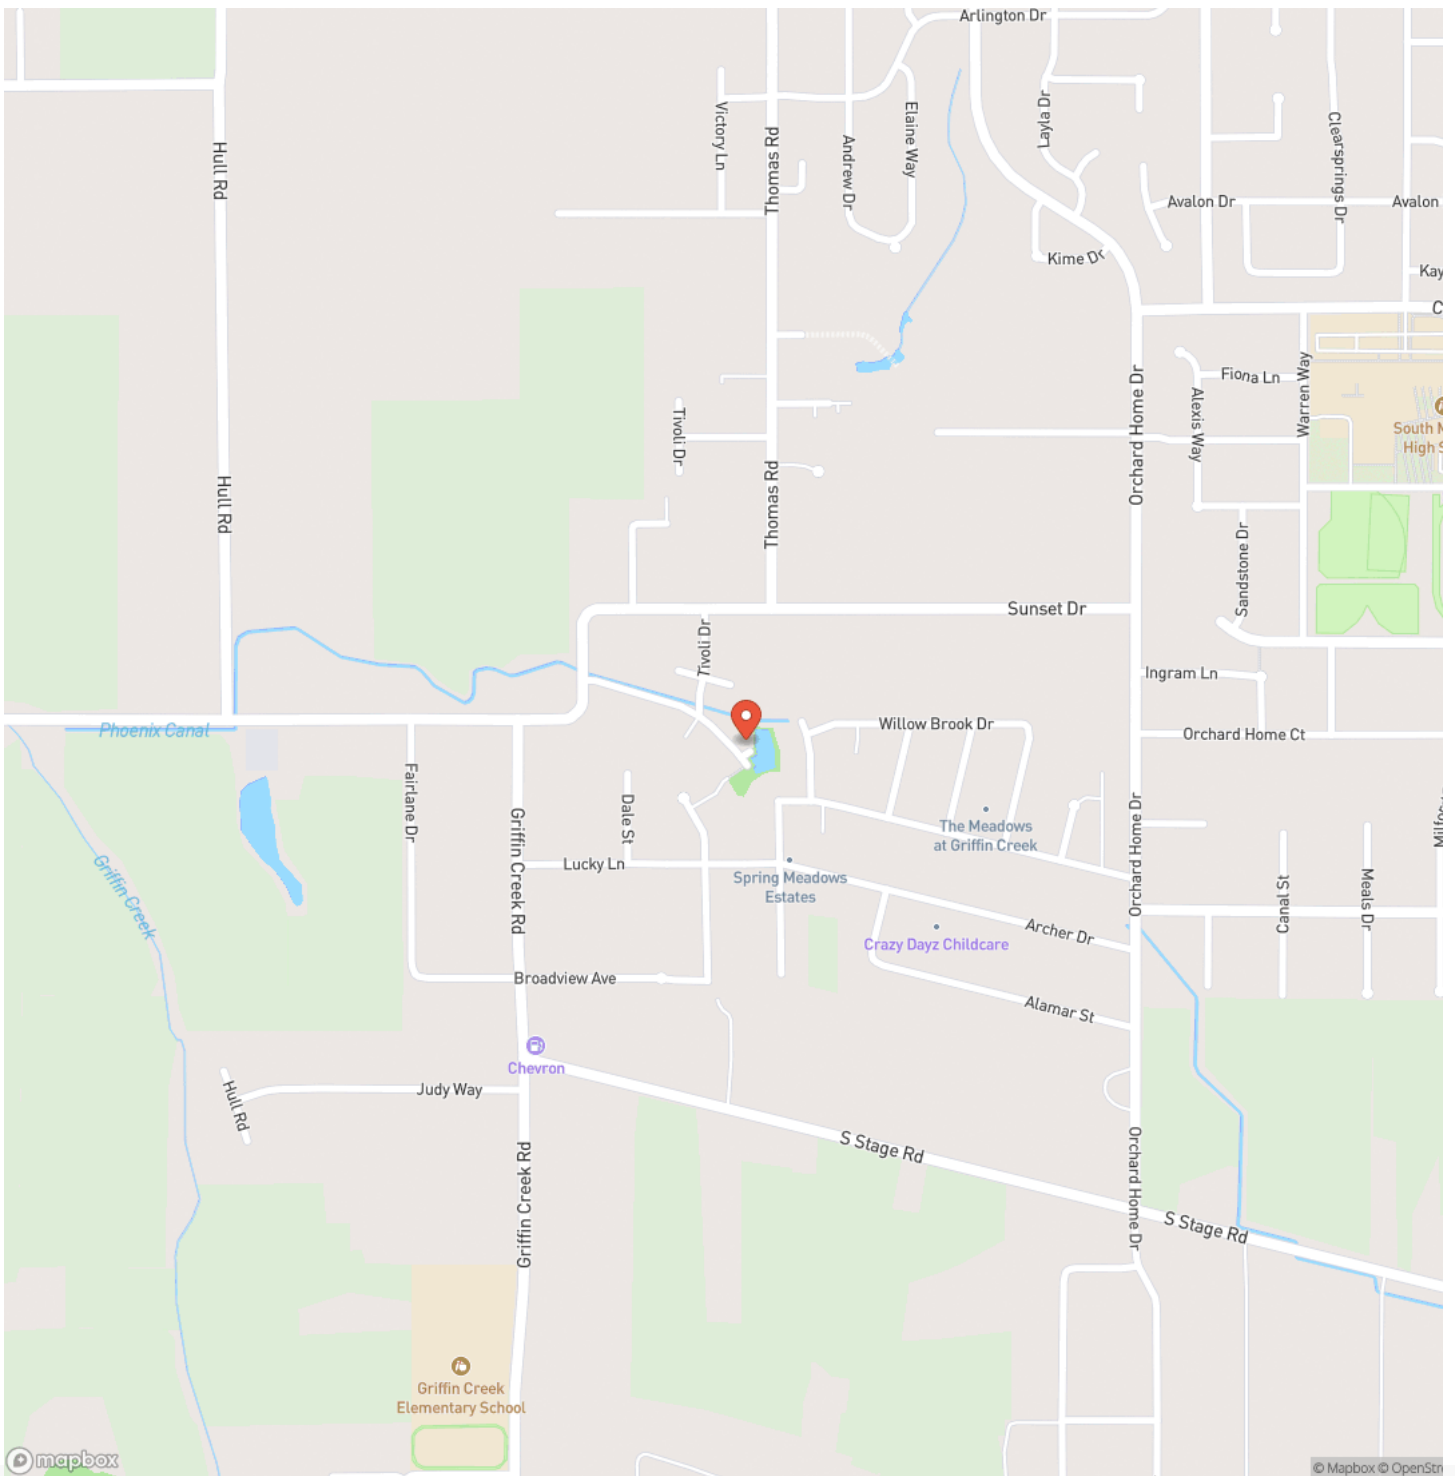 Arlington Dr
Hull Rd
Victory Ln
Thomas Rd
Andrew Dr
Elaine Way
Layla Dr
Clearsprings Dr
Avalon Dr
Avalon
Kime Dr
Kay
C
Fiona Ln
Warren Way
Alexis Way
Orchard Home Dr
South M
High S
Tivoli Dr
Thomas Rd
Hull Rd
Sandstone Dr
Sunset Dr
Tivoli Dr
Ingram Ln
Phoenix Canal
Willow Brook Dr
Orchard Home Ct
Fairlane Dr
Dale St
Griffin Creek Rd
The Meadows
at Griffin Creek
Orchard Home Dr
Lucky Ln
Spring Meadows
Estates
Griffin Creek
Canal St
Meals Dr
Archer Dr
Crazy Dayz Childcare
Broadview Ave
Alamar St
Chevron
Hull Rd
Judy Way
S Stage Rd
Griffin Creek Rd
Orchard Home Dr
S Stage Rd
Griffin Creek
Elementary School
mapbox
© Mapbox © OpenStre